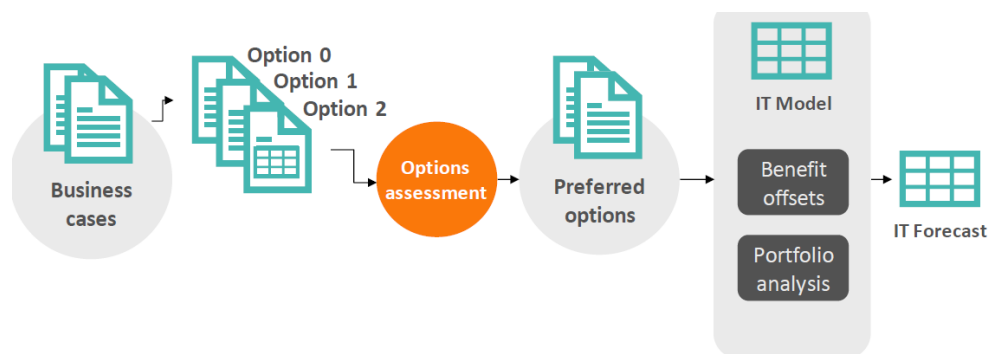 Option 0
Option 1
Option 2
Business
cases
Options
assessment
Preferred
options
IT Model
Benefit
offsets
Portfolio
analysis
IT Forecast